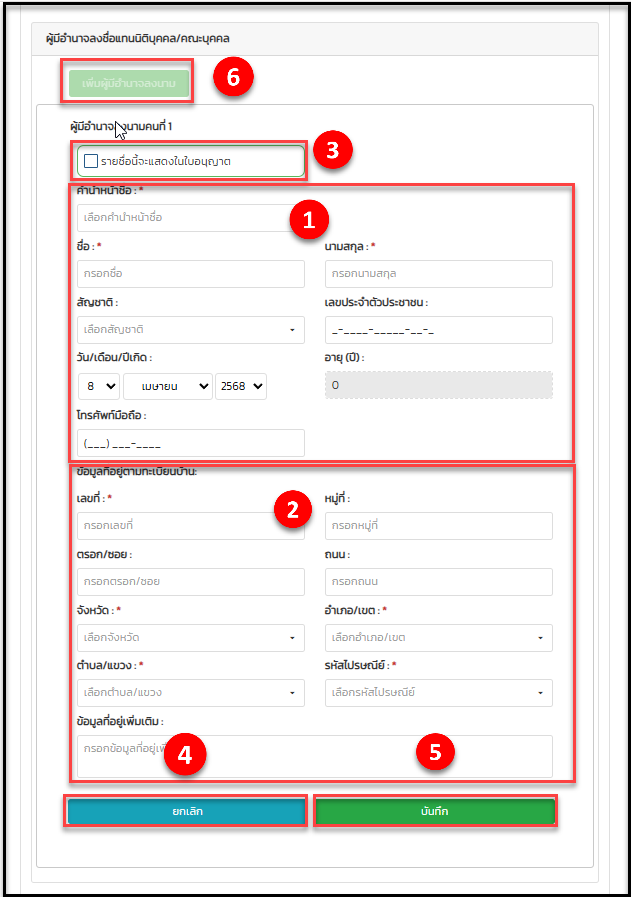 ผู้มีอำนาจลงชื่อแทนนิติบุคคล/คณะบุคคล
เพิ่มผู้มีอำนาจลงนาม 6
ผู้มีอำนาจลงนามคนที่ 1
รายชื่อนี้จะแสดงในใบอนุญาต 3
คำนำหน้าชื่อ : *
เลือกคำนำหน้าชื่อ 1
ชื่อ : * นามสกุล : *
กรอกชื่อ กรอกนามสกุล
สัญชาติ : เลขประจำตัวประชาชน :
เลือกสัญชาติ _-____-_____-__-_
วัน/เดือน/ปีเกิด : อายุ (ปี) :
8 เมษายน 2568 0
โทรศัพท์มือถือ :
(___) ___-____
ข้อมูลที่อยู่ตามทะเบียนบ้าน:
เลขที่ : * 2 หมู่ที่ :
กรอกเลขที่ กรอกหมู่ที่
ตรอก/ซอย : ถนน :
กรอกตรอก/ซอย กรอกถนน
จังหวัด : * อำเภอ/เขต : *
เลือกจังหวัด เลือกอำเภอ/เขต
ตำบล/แขวง : * รหัสไปรษณีย์ : *
เลือกตำบล/แขวง เลือกรหัสไปรษณีย์
ข้อมูลที่อยู่เพิ่มเติม :
กรอกข้อมูลที่อยู่ 4 5
ยกเลิก บันทึก